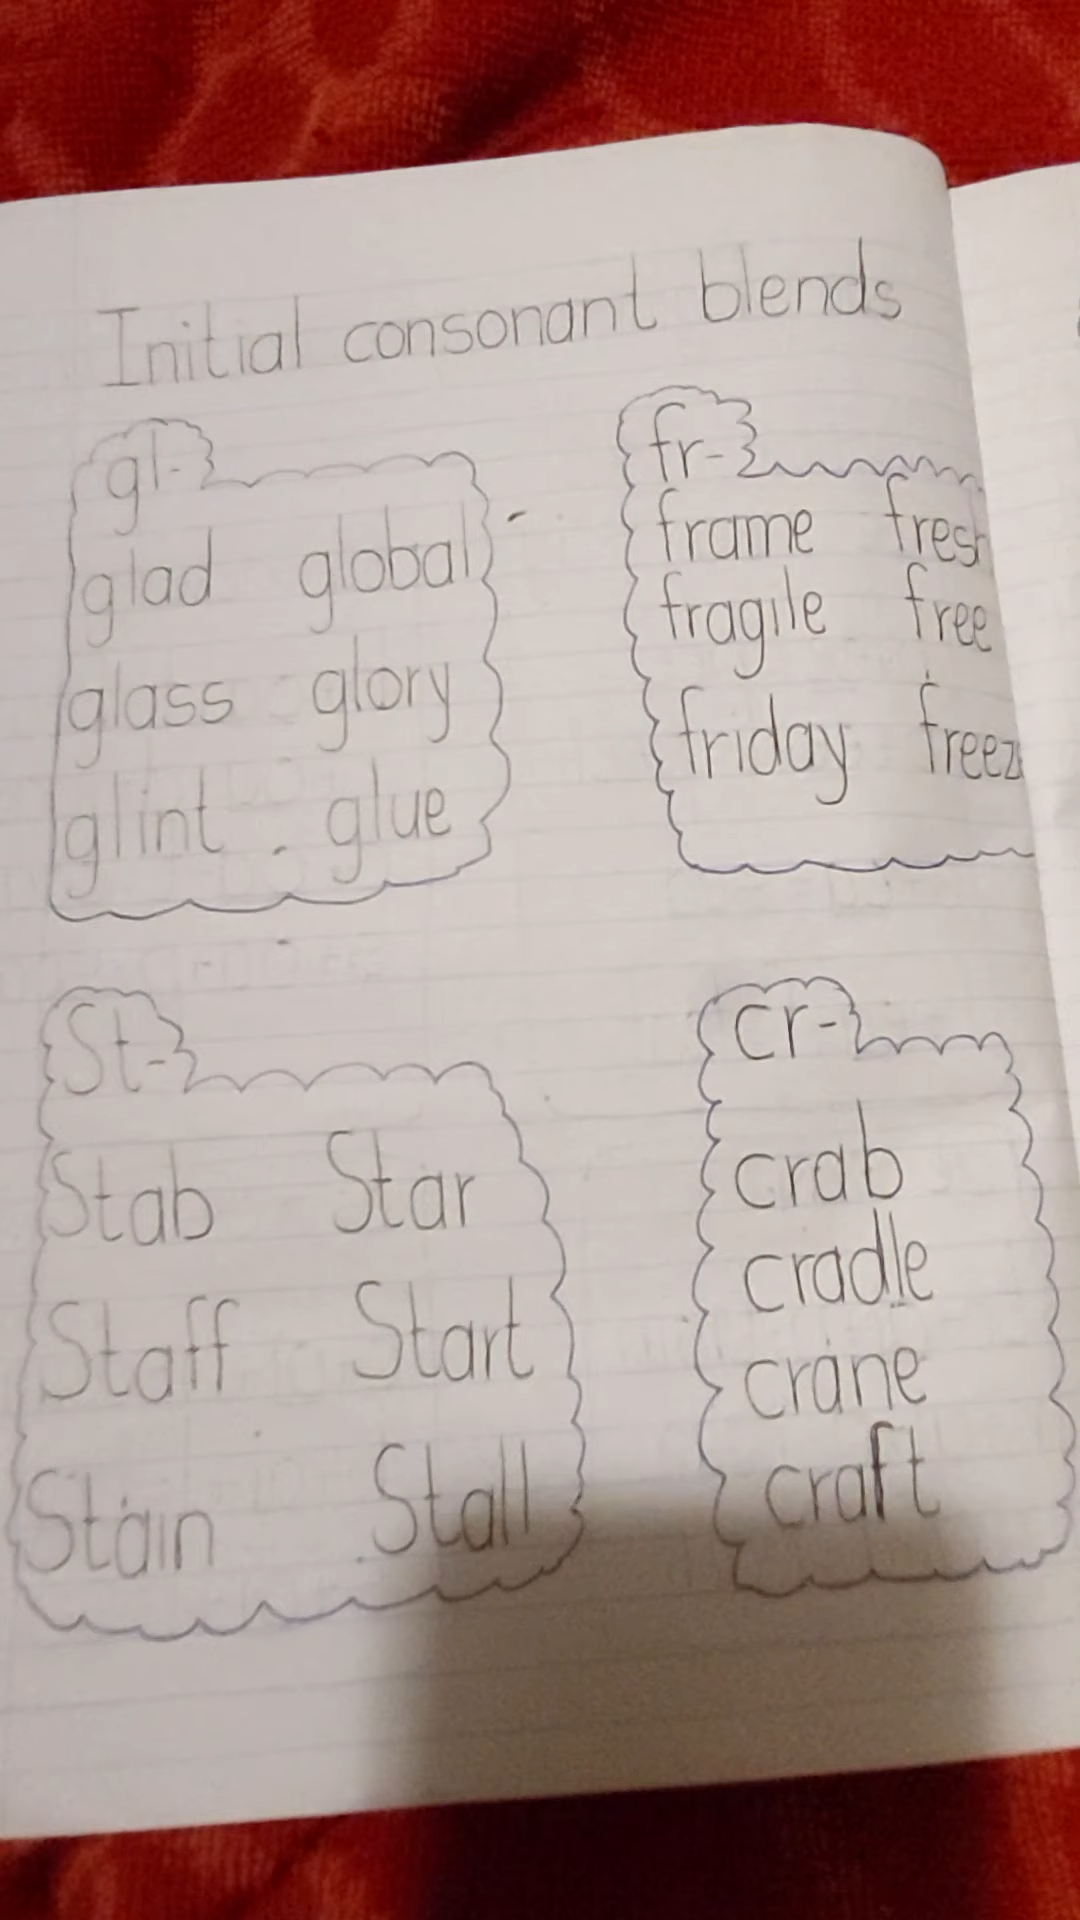 Initial consonant blends
gl-
glad global
glass glory
glint glue
fr-
frame fresh
fragile free
friday freez
St-
Stab Star
Staff Start
Stain Stall
cr-
crab
cradle
crane
craft